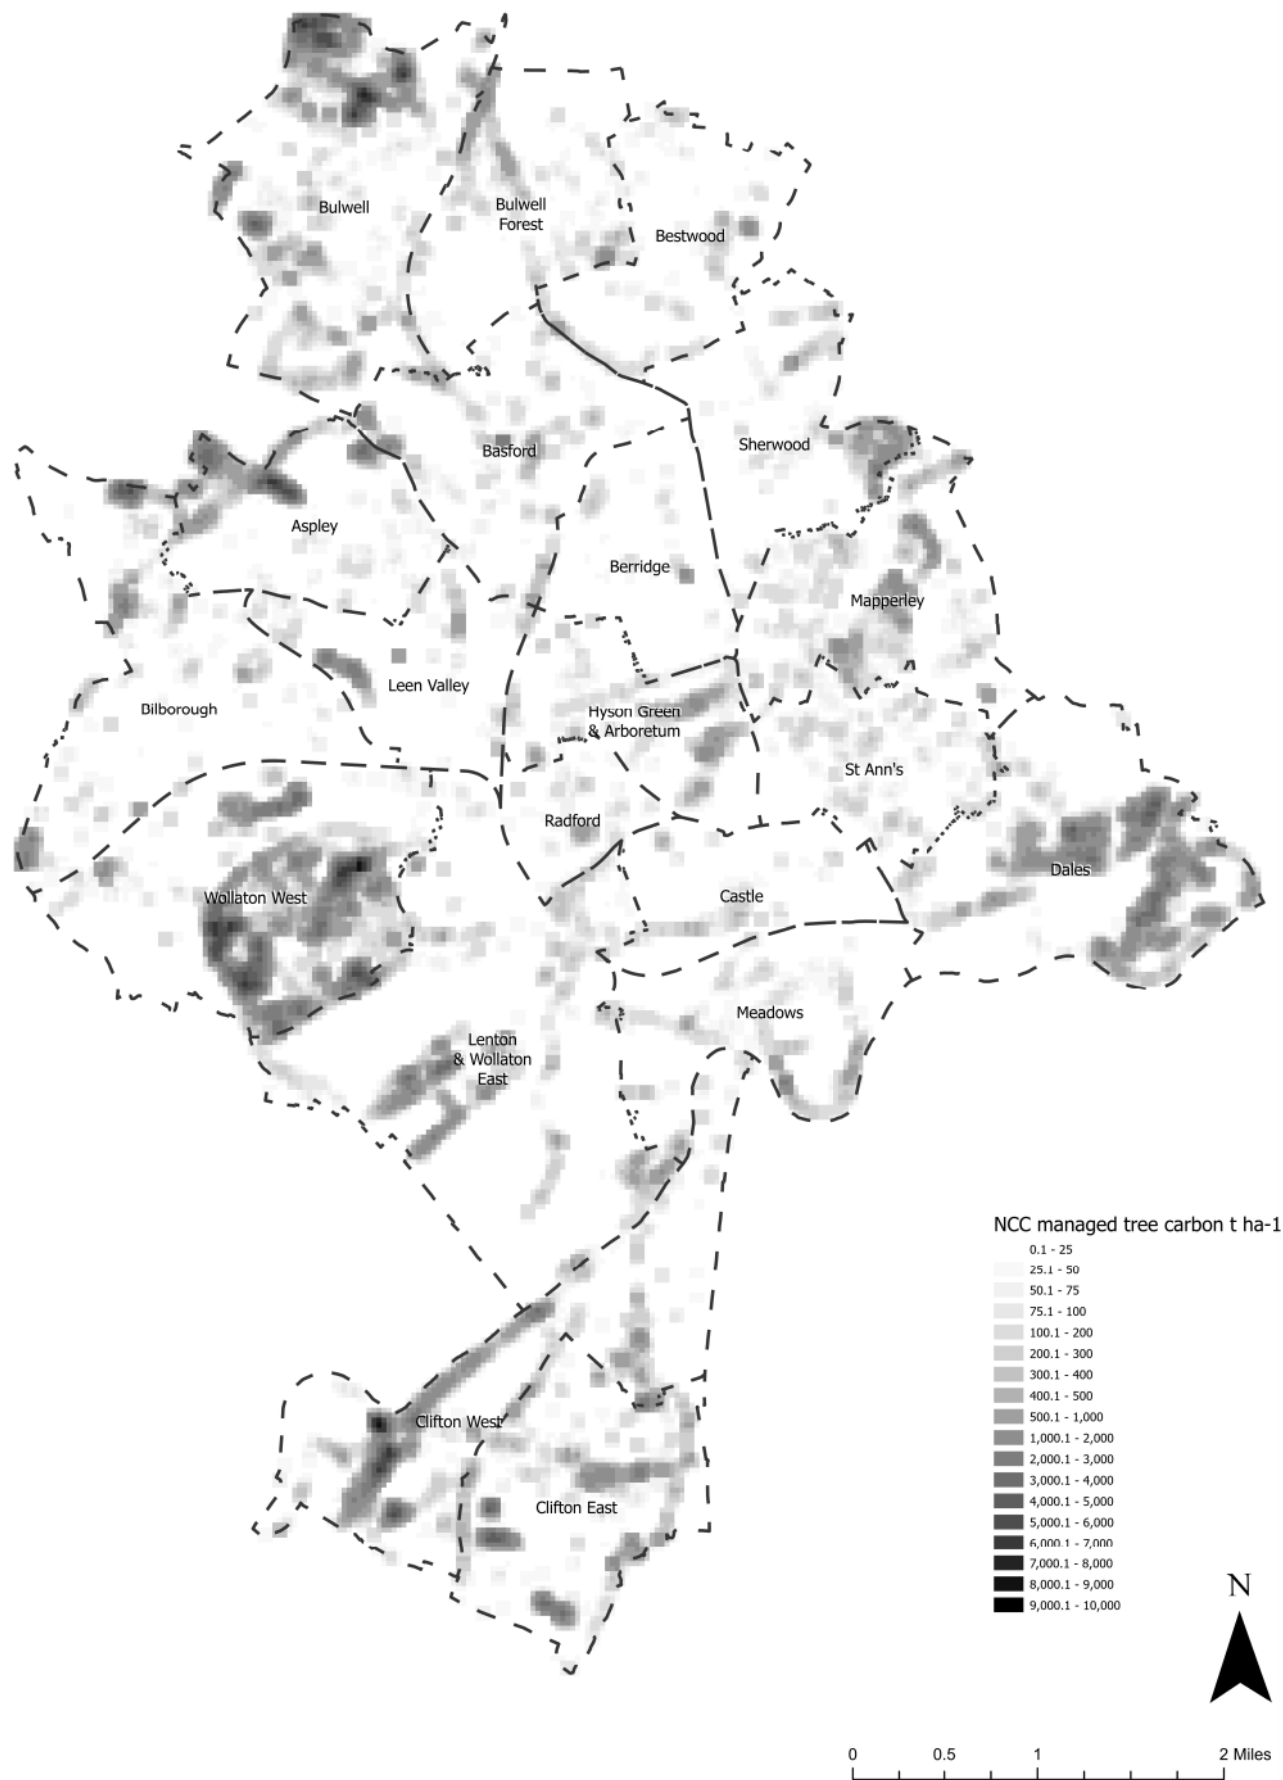 Bulwell
Bulwell
Forest
Bestwood
Basford
Sherwood
Aspley
Berridge
Mapperley
Leen Valley
Bilborough
Hyson Green
& Arboretum
St Ann's
Radford
Dales
Wollaton West
Castle
Meadows
Lenton
& Wollaton
East
Clifton West
Clifton East
NCC managed tree carbon t ha-1
0.1 - 25
25.1 - 50
50.1 - 75
75.1 - 100
100.1 - 200
200.1 - 300
300.1 - 400
400.1 - 500
500.1 - 1,000
1,000.1 - 2,000
2,000.1 - 3,000
3,000.1 - 4,000
4,000.1 - 5,000
5,000.1 - 6,000
6,000.1 - 7,000
7,000.1 - 8,000
8,000.1 - 9,000
9,000.1 - 10,000
N
0 0.5 1 2 Miles